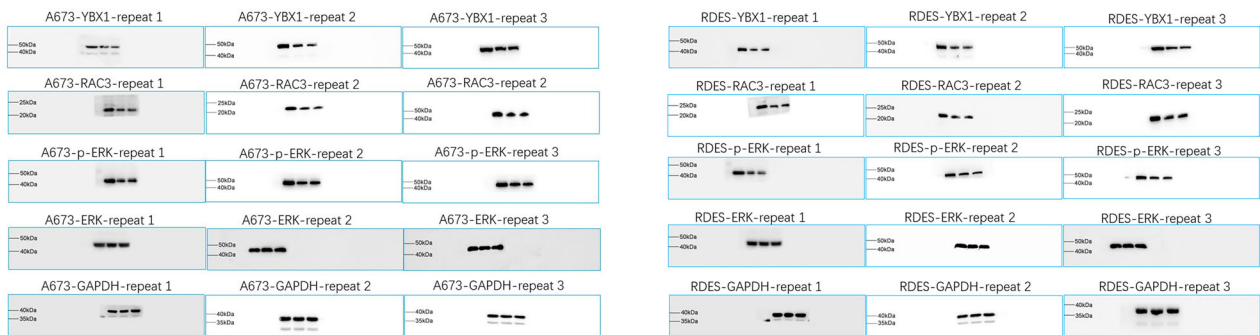 A673-YBX1-repeat 1
A673-YBX1-repeat 2
A673-YBX1-repeat 3
50kDa
40kDa
50kDa
40kDa
50kDa
40kDa
A673-RAC3-repeat 1
A673-RAC3-repeat 2
A673-RAC3-repeat 2
25kDa
20kDa
25kDa
20kDa
50kDa
40kDa
A673-p-ERK-repeat 1
A673-p-ERK-repeat 2
A673-p-ERK-repeat 3
50kDa
40kDa
50kDa
40kDa
50kDa
40kDa
A673-ERK-repeat 1
A673-ERK-repeat 2
A673-ERK-repeat 3
50kDa
40kDa
50kDa
40kDa
50kDa
40kDa
A673-GAPDH-repeat 1
A673-GAPDH-repeat 2
A673-GAPDH-repeat 3
40kDa
35kDa
40kDa
35kDa
40kDa
35kDa
RDES-YBX1-repeat 1
RDES-YBX1-repeat 2
RDES-YBX1-repeat 3
50kDa
40kDa
50kDa
40kDa
50kDa
40kDa
RDES-RAC3-repeat 1
RDES-RAC3-repeat 2
RDES-RAC3-repeat 3
25kDa
20kDa
25kDa
20kDa
25kDa
20kDa
RDES-p-ERK-repeat 1
RDES-p-ERK-repeat 2
RDES-p-ERK-repeat 3
50kDa
40kDa
50kDa
40kDa
50kDa
40kDa
RDES-ERK-repeat 1
RDES-ERK-repeat 2
RDES-ERK-repeat 3
50kDa
40kDa
50kDa
40kDa
50kDa
40kDa
RDES-GAPDH-repeat 1
RDES-GAPDH-repeat 2
RDES-GAPDH-repeat 3
40kDa
35kDa
40kDa
35kDa
40kDa
35kDa